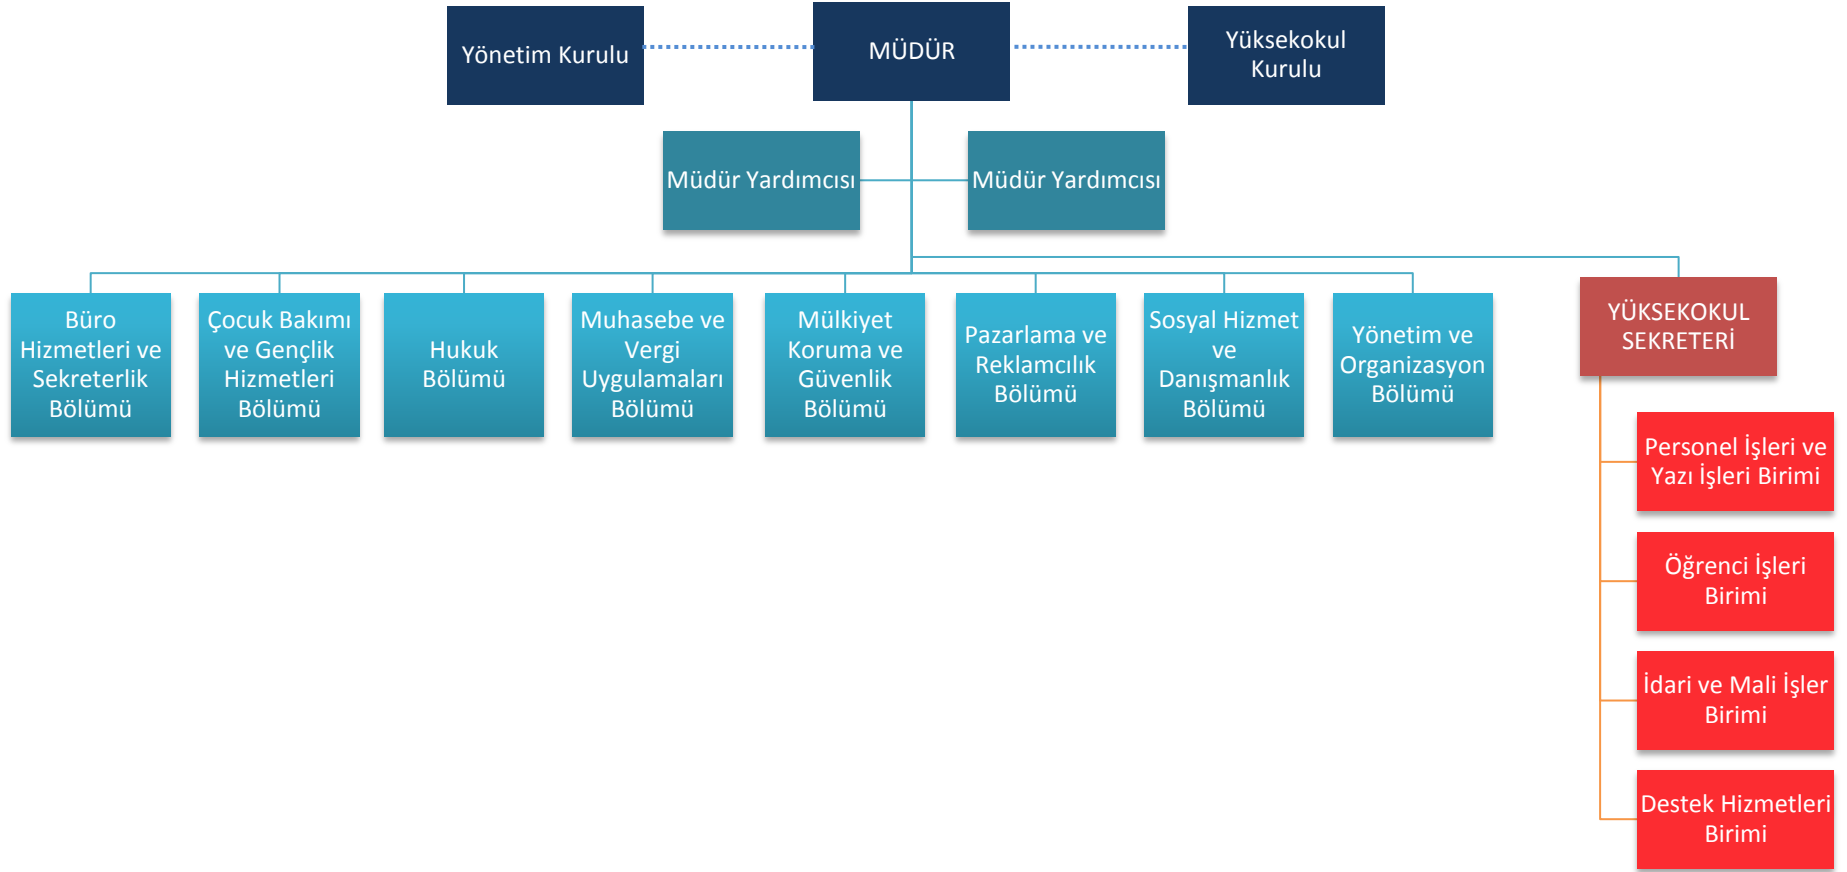 Yönetim Kurulu
MÜDÜR
Yüksekokul
Kurulu
Müdür Yardımcısı
Müdür Yardımcısı
Büro
Hizmetleri ve
Sekreterlik
Bölümü
Çocuk Bakımı
ve Gençlik
Hizmetleri
Bölümü
Hukuk
Bölümü
Muhasebe ve
Vergi
Uygulamaları
Bölümü
Mülkiyet
Koruma ve
Güvenlik
Bölümü
Pazarlama ve
Reklamcılık
Bölümü
Sosyal Hizmet
ve
Danışmanlık
Bölümü
Yönetim ve
Organizasyon
Bölümü
YÜKSEKOKUL
SEKRETERİ
Personel İşleri ve
Yazı İşleri Birimi
Öğrenci İşleri
Birimi
İdari ve Mali İşler
Birimi
Destek Hizmetleri
Birimi